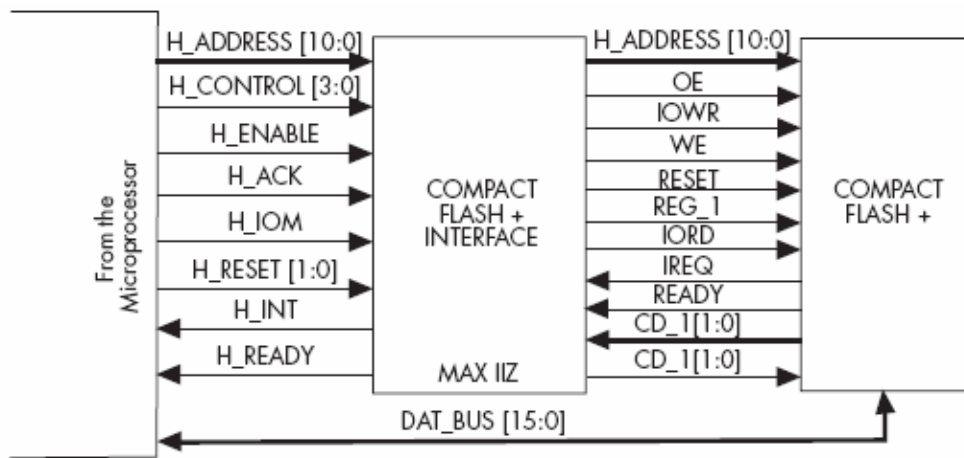 From the
Microprocessor
H_ADDRESS [10:0]
H_CONTROL [3:0]
H_ENABLE
H_ACK
H_IOM
H_RESET [1:0]
H_INT
H_READY
COMPACT
FLASH +
INTERFACE
MAX IIZ
H_ADDRESS [10:0]
OE
IOWR
WE
RESET
REG_1
IORD
IREQ
READY
CD_1[1:0]
CD_1[1:0]
COMPACT
FLASH +
DAT_BUS [15:0]